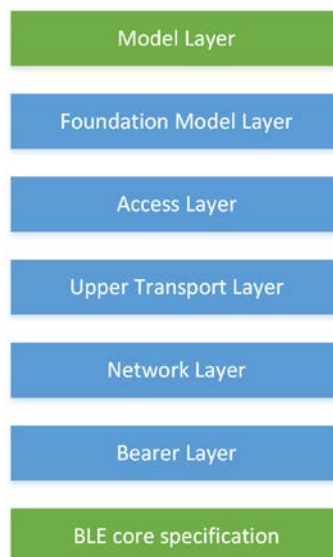 Model Layer
Foundation Model Layer
Access Layer
Upper Transport Layer
Network Layer
Bearer Layer
BLE core specification